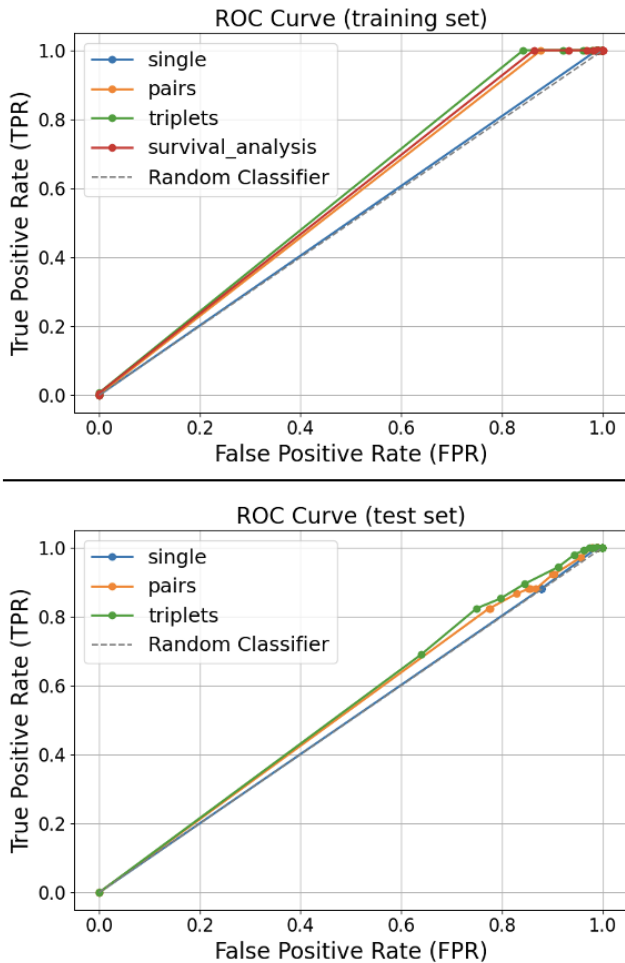 ROC Curve (training set)
True Positive Rate (TPR)
1.0
0.8
0.6
0.4
0.2
0.0
single
pairs
triplets
survival_analysis
Random Classifier
0.0 0.2 0.4 0.6 0.8 1.0
False Positive Rate (FPR)
ROC Curve (test set)
True Positive Rate (TPR)
1.0
0.8
0.6
0.4
0.2
0.0
single
pairs
triplets
Random Classifier
0.0 0.2 0.4 0.6 0.8 1.0
False Positive Rate (FPR)